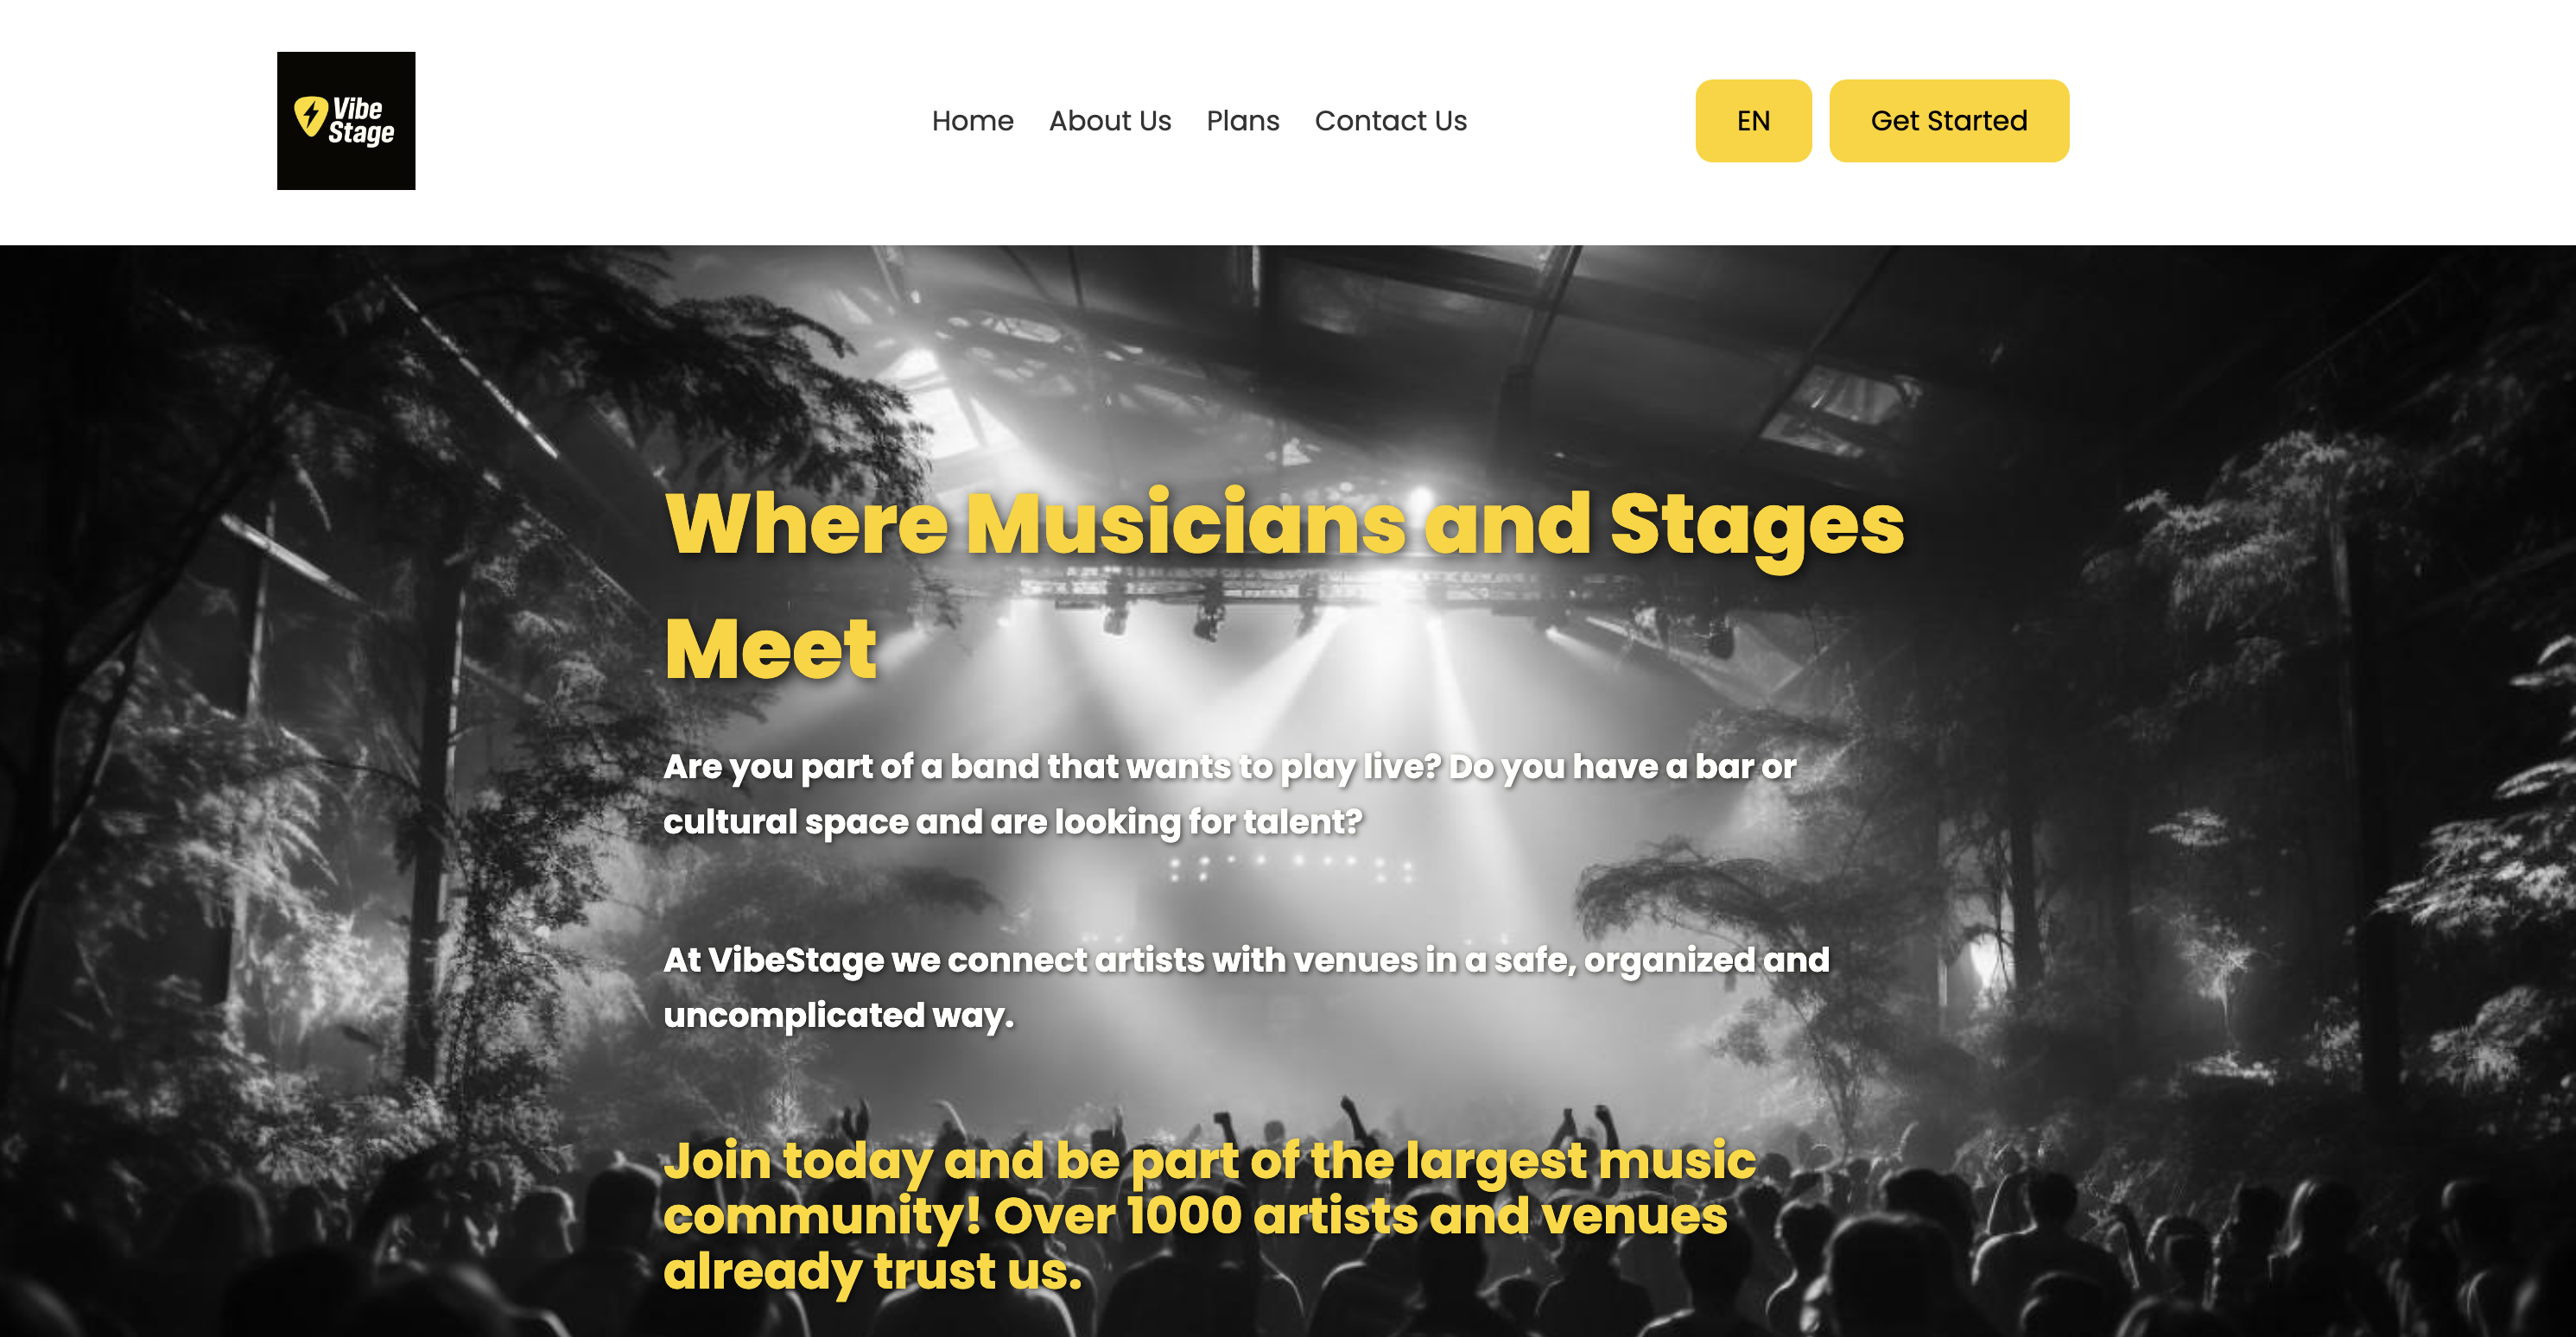 Vibe
Stage
Home About Us Plans Contact Us EN Get Started
Where Musicians and Stages
Meet
Are you part of a band that wants to play live? Do you have a bar or
cultural space and are looking for talent?
At VibeStage we connect artists with venues in a safe, organized and
uncomplicated way.
Join today and be part of the largest music
community! Over 1000 artists and venues
already trust us.